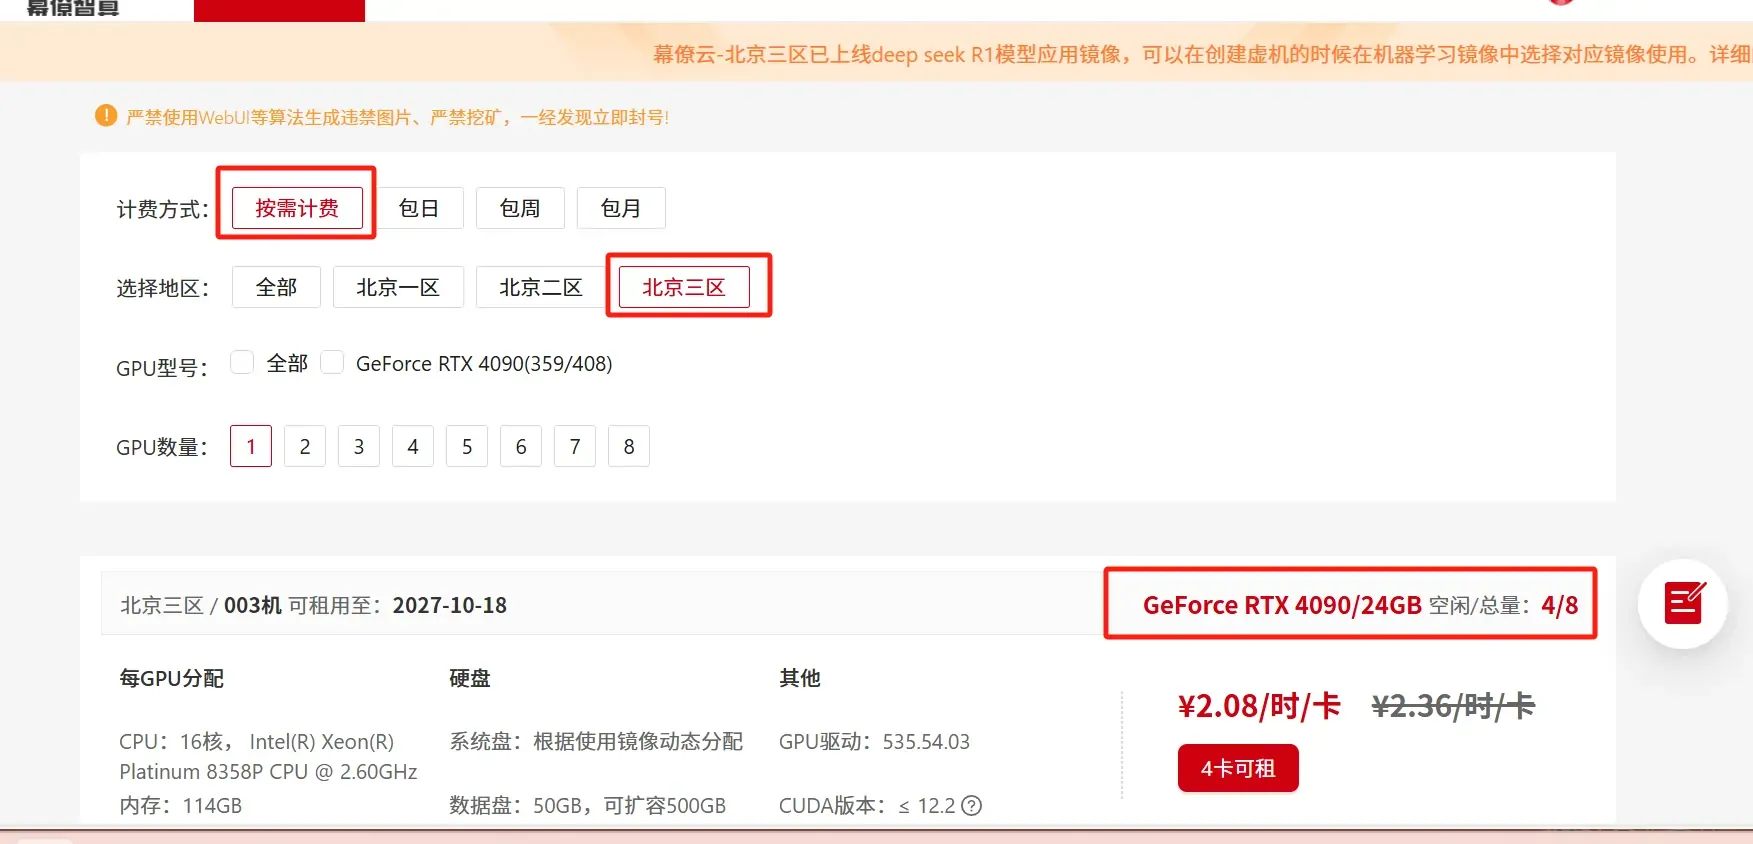 幕僚智算
幕僚云-北京三区已上线deep seek R1模型应用镜像，可以在创建虚机的时候在机器学习镜像中选择对应镜像使用。详细
严禁使用WebUI等算法生成违禁图片、严禁挖矿，一经发现立即封号!
计费方式： 按需计费 包日 包周 包月
选择地区： 全部 北京一区 北京二区 北京三区
GPU型号： 全部 GeForce RTX 4090(359/408)
GPU数量： 1 2 3 4 5 6 7 8
北京三区 / 003机 可租用至：2027-10-18 GeForce RTX 4090/24GB 空闲/总量：4/8
每GPU分配 硬盘 其他
¥2.08/时/卡 ¥2.36/时/卡
CPU：16核， Intel(R) Xeon(R) 系统盘：根据使用镜像动态分配 GPU驱动：535.54.03
Platinum 8358P CPU @ 2.60GHz 4卡可租
内存：114GB 数据盘：50GB，可扩容500GB CUDA版本：≤ 12.2